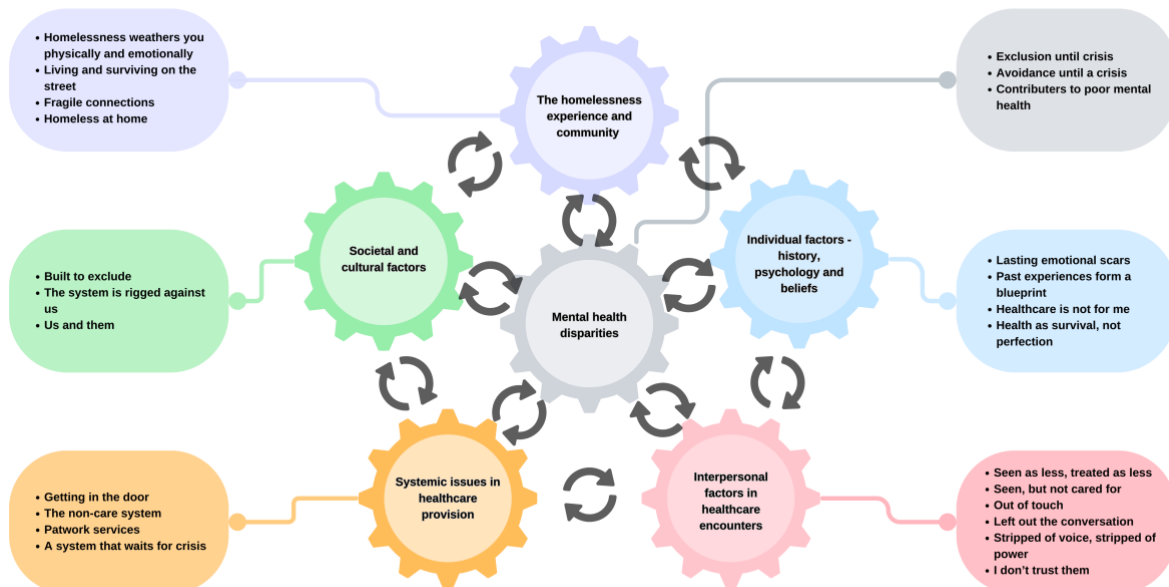 • Homelessness weathers you
physically and emotionally
• Living and surviving on the
street
• Fragile connections
• Homeless at home
The homelessness
experience and
community
• Exclusion until crisis
• Avoidance until a crisis
• Contributers to poor mental
health
Societal and
cultural factors
Individual factors -
history,
psychology and
beliefs
• Built to exclude
• The system is rigged against
us
• Us and them
Mental health
disparities
• Lasting emotional scars
• Past experiences form a
blueprint
• Healthcare is not for me
• Health as survival, not
perfection
• Getting in the door
• The non-care system
• Patwork services
• A system that waits for crisis
Systemic issues in
healthcare
provision
Interpersonal
factors in
healthcare
encounters
• Seen as less, treated as less
• Seen, but not cared for
• Out of touch
• Left out the conversation
• Stripped of voice, stripped of
power
• I don't trust them